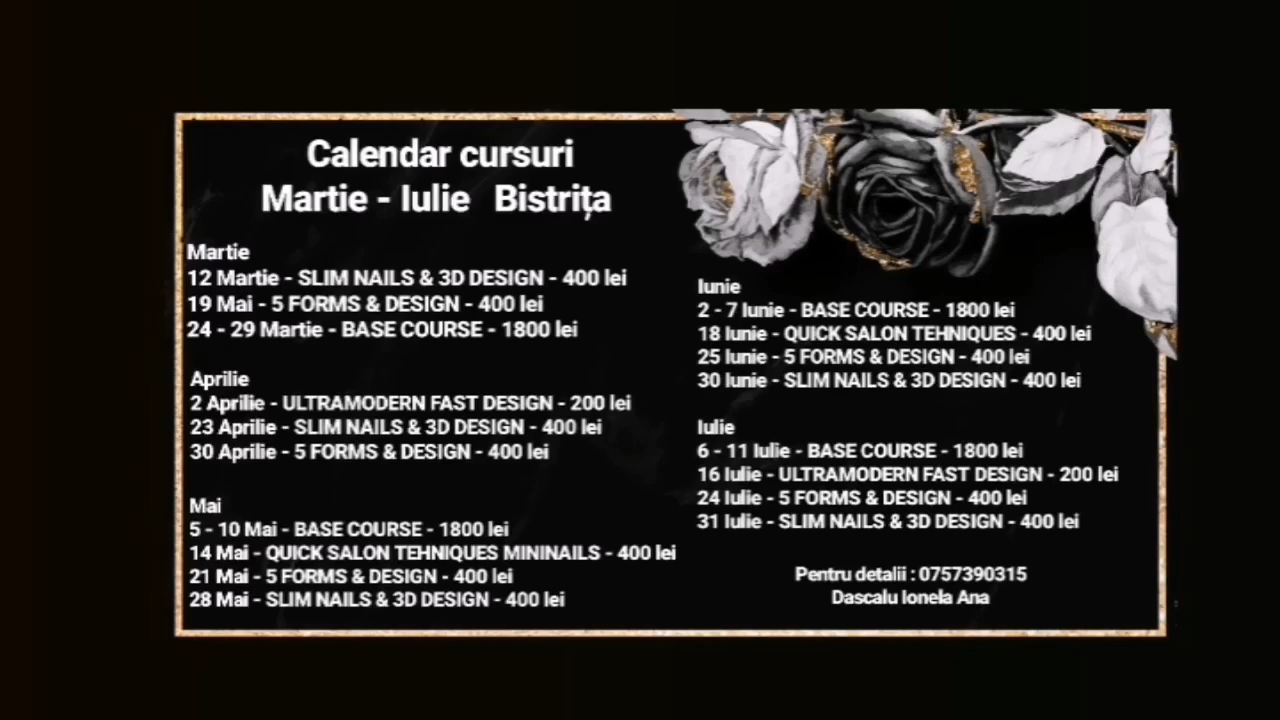 Calendar cursuri
Martie - Iulie Bistrița
Martie
12 Martie - SLIM NAILS & 3D DESIGN - 400 lei
19 Mai - 5 FORMS & DESIGN - 400 lei
24 - 29 Martie - BASE COURSE - 1800 lei
Aprilie
2 Aprilie - ULTRAMODERN FAST DESIGN - 200 lei
23 Aprilie - SLIM NAILS & 3D DESIGN - 400 lei
30 Aprilie - 5 FORMS & DESIGN - 400 lei
Mai
5 - 10 Mai - BASE COURSE - 1800 lei
14 Mai - QUICK SALON TEHNIQUES MININAILS - 400 lei
21 Mai - 5 FORMS & DESIGN - 400 lei
28 Mai - SLIM NAILS & 3D DESIGN - 400 lei
Iunie
2 - 7 Iunie - BASE COURSE - 1800 lei
18 Iunie - QUICK SALON TEHNIQUES - 400 lei
25 Iunie - 5 FORMS & DESIGN - 400 lei
30 Iunie - SLIM NAILS & 3D DESIGN - 400 lei
Iulie
6 - 11 Iulie - BASE COURSE - 1800 lei
16 Iulie - ULTRAMODERN FAST DESIGN - 200 lei
24 Iulie - 5 FORMS & DESIGN - 400 lei
31 Iulie - SLIM NAILS & 3D DESIGN - 400 lei
Pentru detalii : 0757390315
Dascalu Ionela Ana